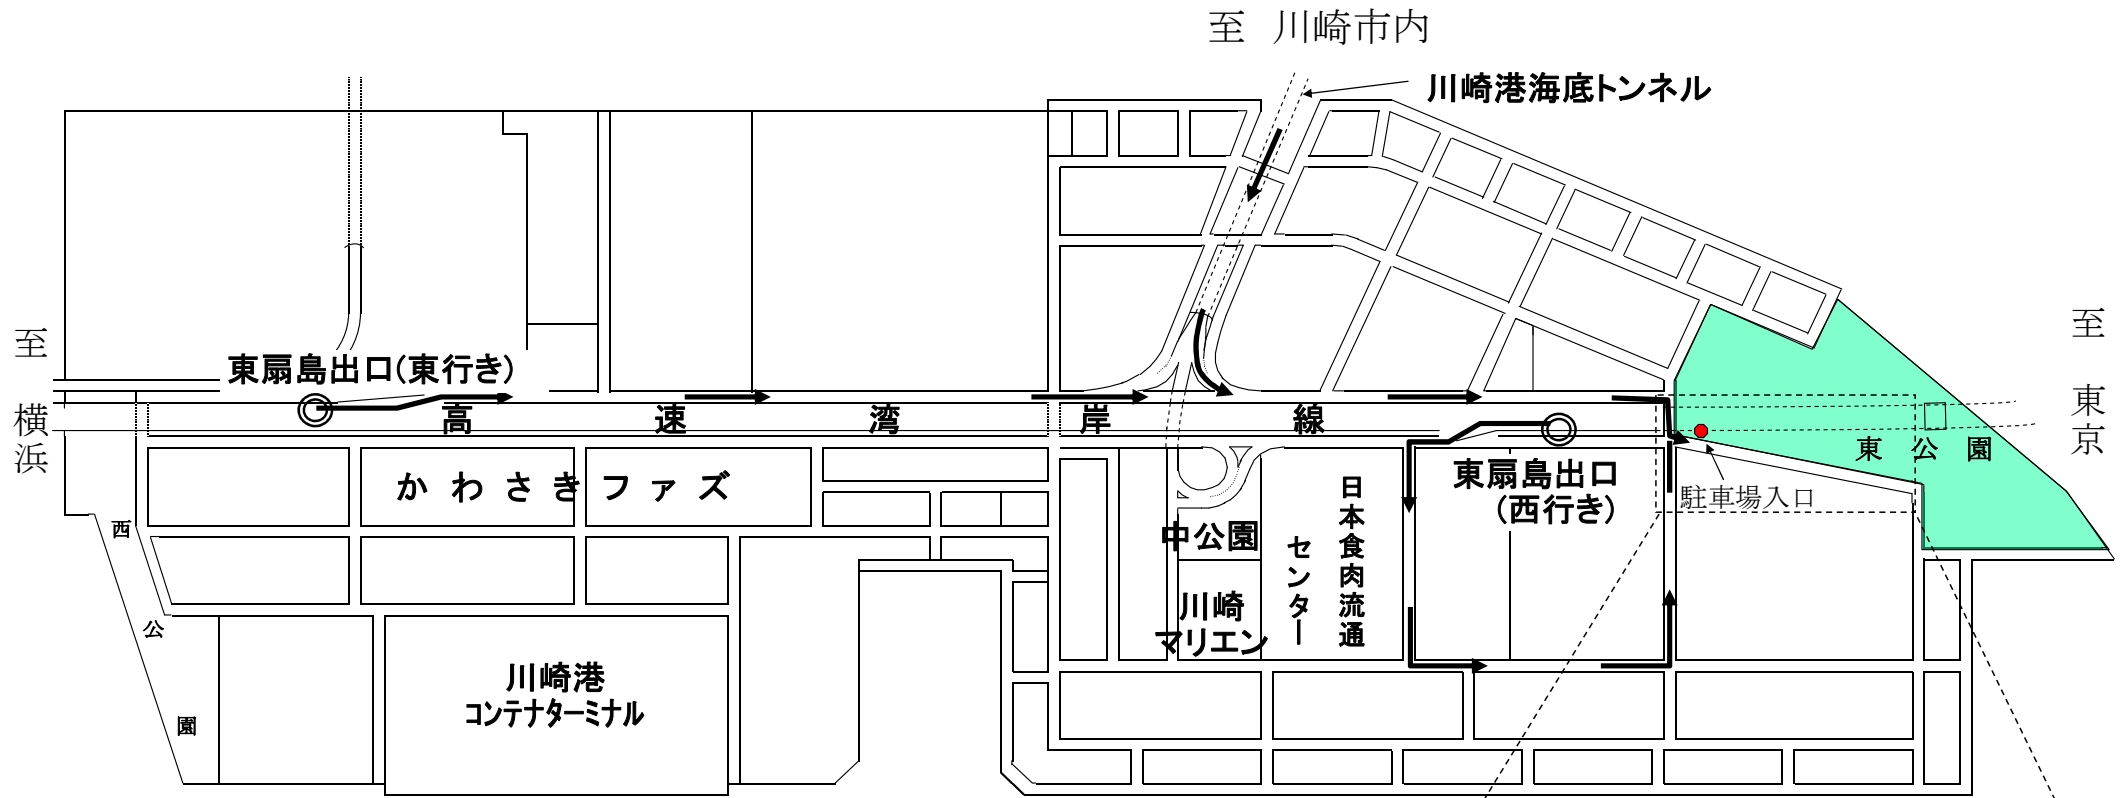 至 川崎市内
川崎港海底トンネル
至 横浜
至 東京
東扇島出口(東行き)
高速湾岸線
東公園
駐車場入口
東扇島出口
(西行き)
かわさきファズ
日本食肉流通
センター
中公園
川崎
マリエン
西公園
川崎港
コンテナターミナル